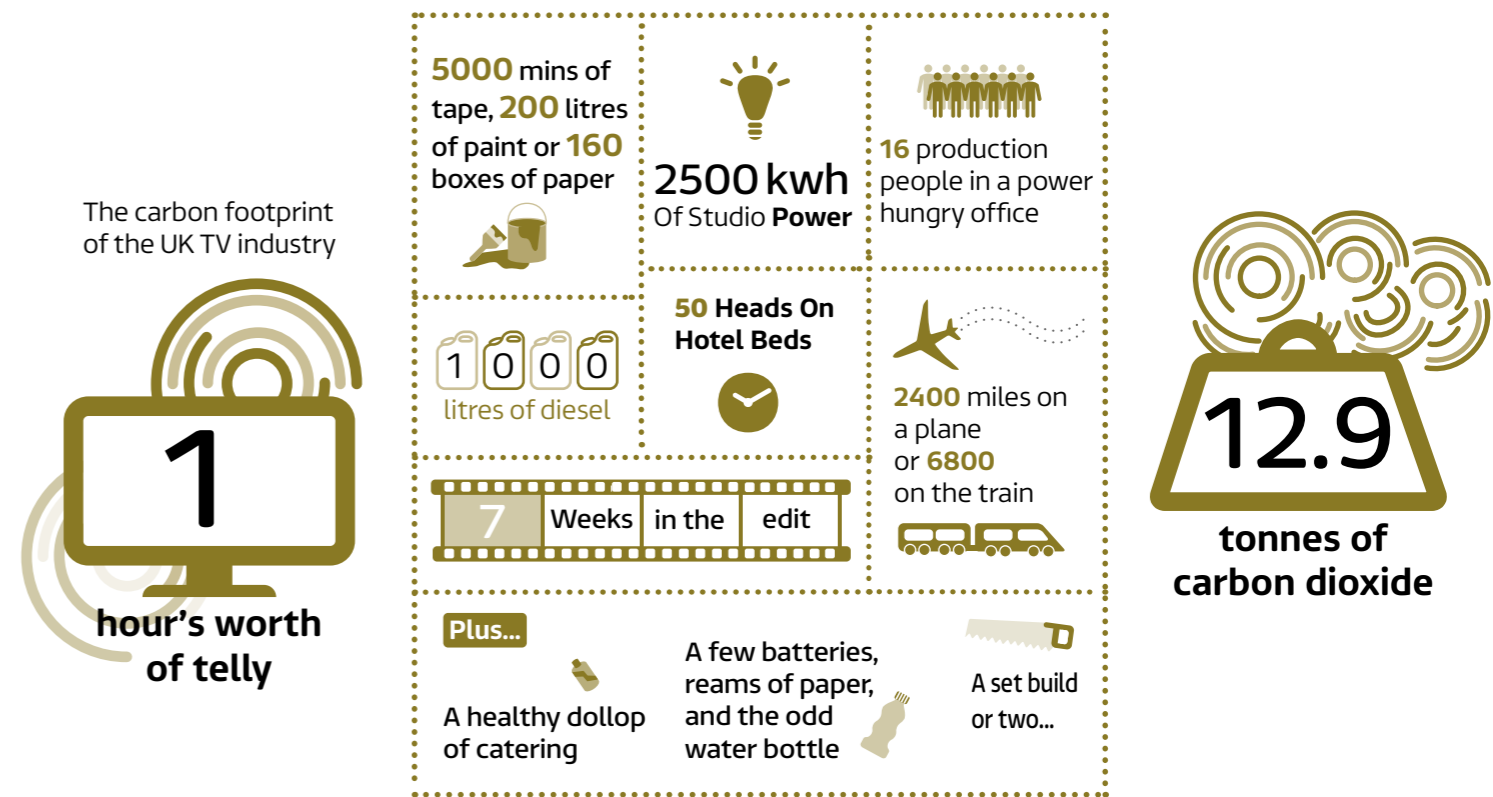 The carbon footprint
of the UK TV industry
1
hour's worth
of telly
5000 mins of
tape, 200 litres
of paint or 160
boxes of paper
2500 kwh
Of Studio Power
16 production
people in a power
hungry office
1000
litres of diesel
50 Heads On
Hotel Beds
2400 miles on
a plane
or 6800
on the train
7 Weeks in the edit
Plus...
A healthy dollop
of catering
A few batteries,
reams of paper,
and the odd
water bottle
A set build
or two...
12.9
tonnes of
carbon dioxide